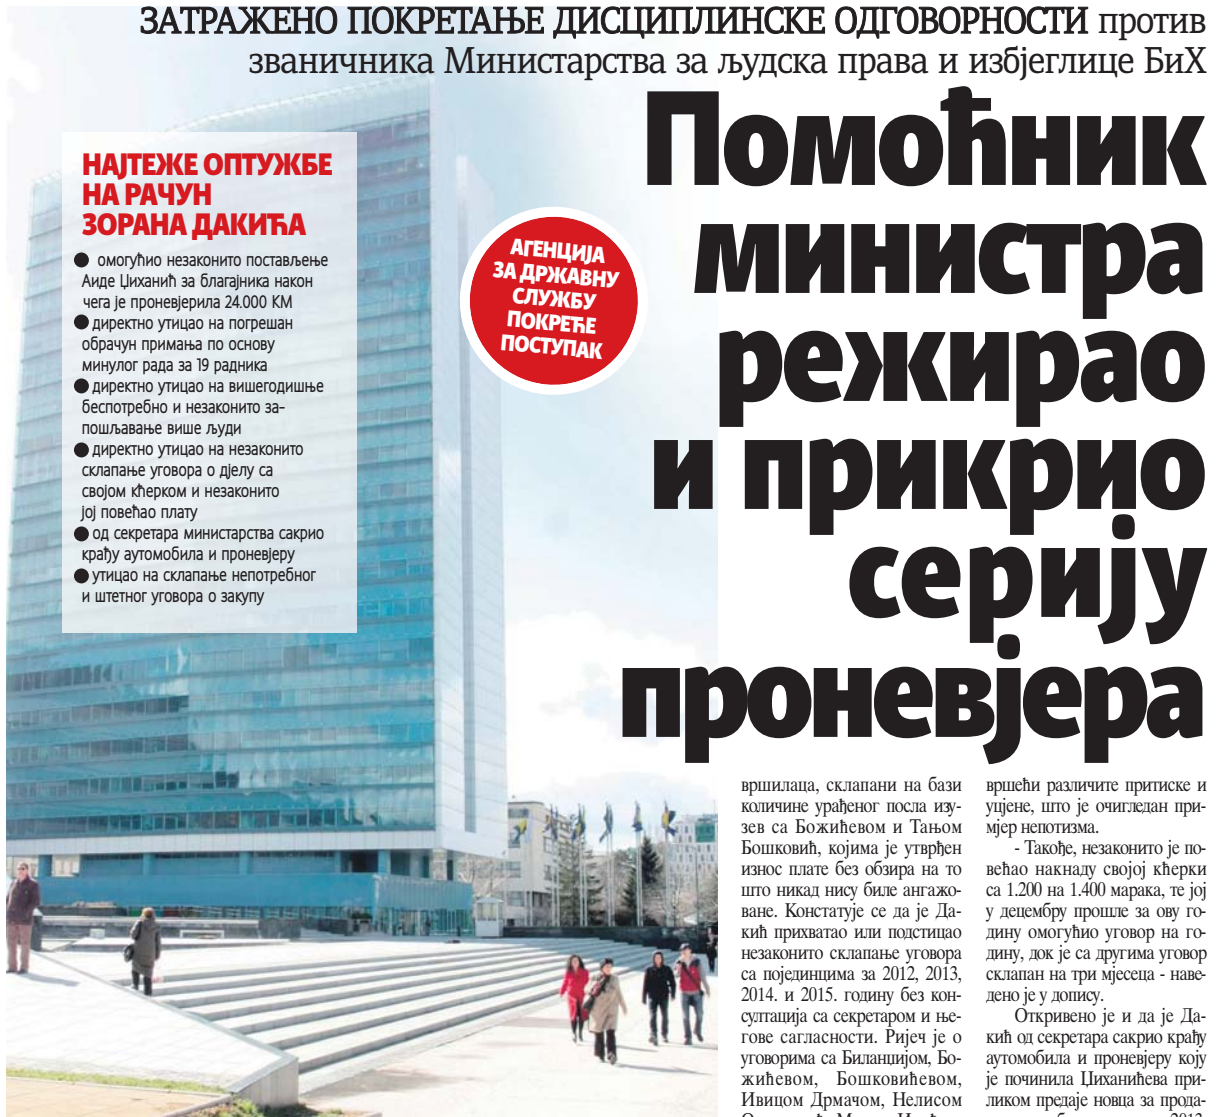 ЗАТРАЖЕНО ПОКРЕТАЊЕ ДИСЦИПЛИНСКЕ ОДГОВОРНОСТИ против
званичника Министарства за људска права и избјеглице БиХ
Помоћник
министра
режирао
и прикрио
серију
проневјера
НАЈТЕЖЕ ОПТУЖБЕ
НА РАЧУН
ЗОРАНА ДАКИЋА
● омогућио незаконито постављење
Аиде Џиханић за благајника након
чега је проневјерила 24.000 КМ
● директно утицао на погрешан
обрачун примања по основу
минулог рада за 19 радника
● директно утицао на вишегодишње
беспотребно и незаконито за-
пошљавање више људи
● директно утицао на незаконито
склапање уговора о дјелу са
својом кћерком и незаконито
јој повећао плату
● од секретара министарства сакрио
крађу аутомобила и проневјеру
● утицао на склапање непотребног
и штетног уговора о закупу
АГЕНЦИЈА
ЗА ДРЖАВНУ
СЛУЖБУ
ПОКРЕЋЕ
ПОСТУПАК
вршилаца, склапани на бази
количине урађеног посла изу-
зев са Божићевом и Тањом
Бошковић, којима је утврђен
износ плате без обзира на то
што никад нису биле ангажо-
ване. Констатује се да је Да-
кић прихватао или подстицао
незаконито склапање уговора
са појединцима за 2012, 2013,
2014. и 2015. годину без кон-
султација са секретаром и ње-
гове сагласности. Ријеч је о
уговорима са Биланџијом, Бо-
жићевом, Бошковићевом,
Ивицом Дрмачом, Нелисом
вршећи различите притиске и
уцјене, што је очигледан при-
мјер непотизма.
- Такође, незаконито је по-
већао накнаду својој кћерки
са 1.200 на 1.400 марака, те јој
у децембру прошле за ову го-
дину омогућио уговор на го-
дину, док је са другима уговор
склапан на три мјесеца - наве-
дено је у допису.
Откривено је и да је Да-
кић од секретара сакрио крађу
аутомобила и проневјеру коју
је починила Џиханићева при-
ликом предаје новца за прода-